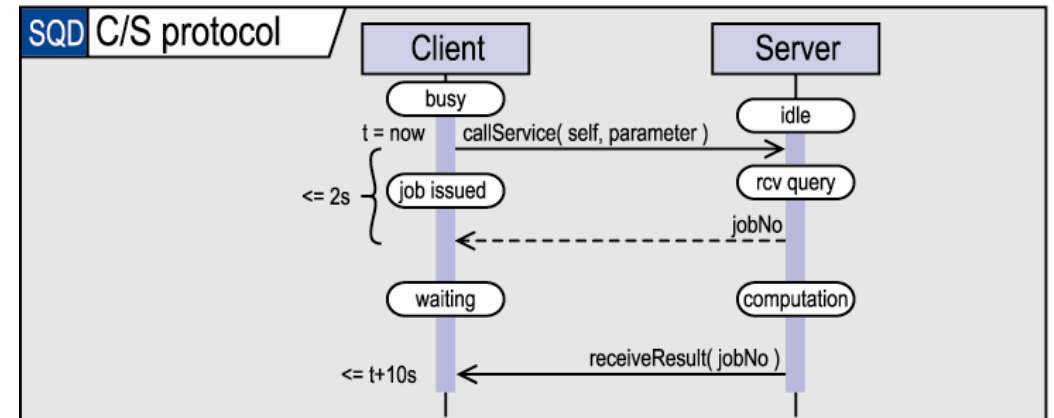 SQD C/S protocol
Client
Server
busy
idle
t = now
callService( self, parameter )
<= 2s
job issued
rcv query
jobNo
waiting
computation
receiveResult( jobNo )
<= t+10s